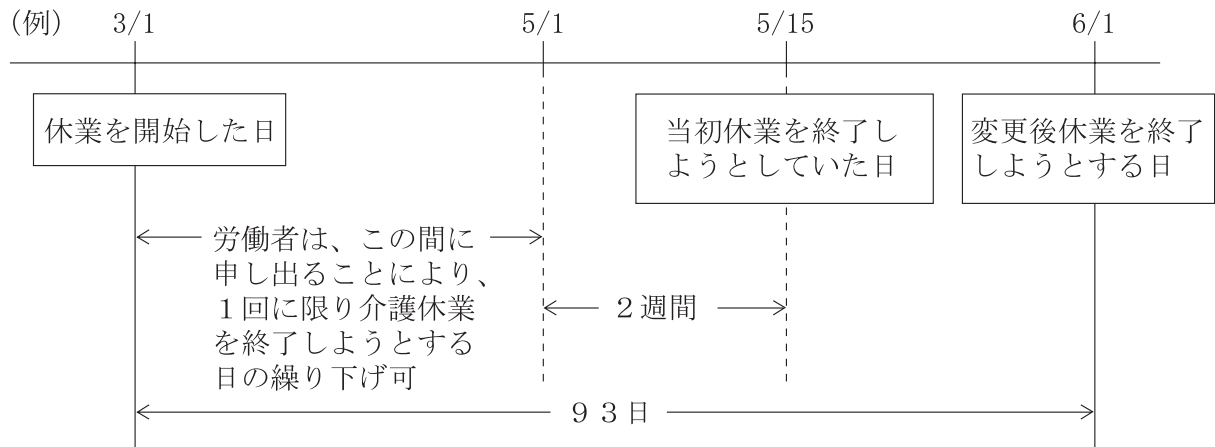 (例) 3/1 5/1 5/15 6/1
休業を開始した日
当初休業を終了し
ようとしていた日
変更後休業を終了
しようとする日
労働者は、この間に
申し出ることにより、
１回に限り介護休業
を終了しようとする
日の繰り下げ可
２週間
９３日